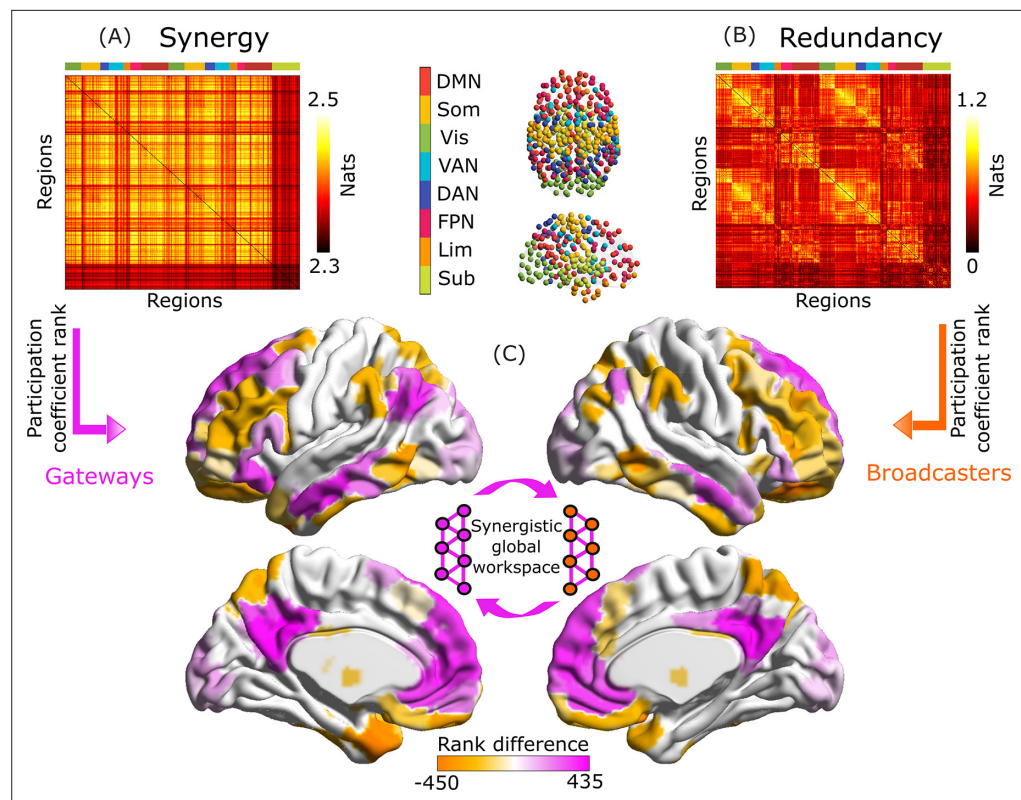 (A) Synergy
(B) Redundancy
Regions
2.5
Nats
2.3
Regions
DMN
Som
Vis
VAN
DAN
FPN
Lim
Sub
Regions
1.2
Nats
0
Regions
Participation
coefficient rank
Gateways
(C)
Participation
coefficient rank
Broadcasters
Synergistic
global
workspace
Rank difference
-450
435